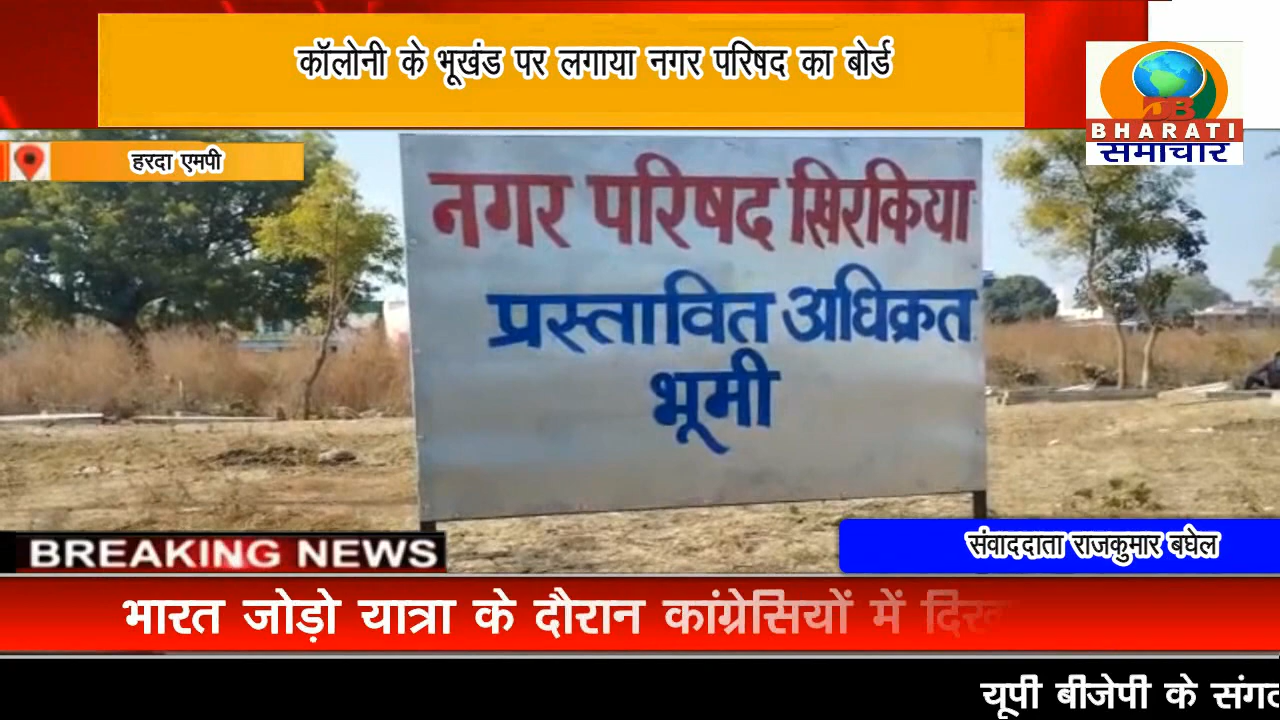 कॉलोनी के भूखंड पर लगाया नगर परिषद का बोर्ड
DB
BHARATI
समाचार
हरदा एमपी
नगर परिषद खिरकिया
प्रस्तावित अधिक्रत
भूमी
BREAKING NEWS
संवाददाता राजकुमार बघेल
भारत जोड़ो यात्रा के दौरान कांग्रेसियों में
यूपी बीजेपी के